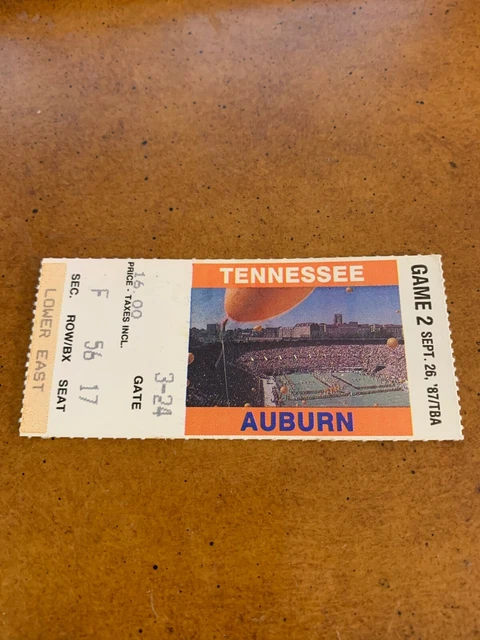 TENNESSEE
AUBURN
GAME 2 SEPT. 26, '87/TBA
16.00
PRICE - TAXES INCL.
3-24
GATE
F 56 17
SEC. ROW/BX SEAT
LOWER EAST